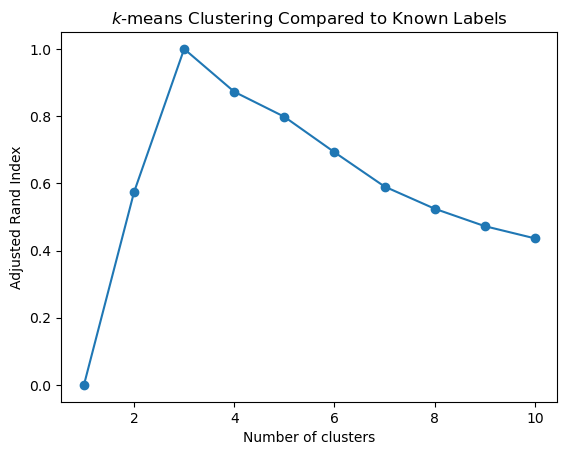 k-means Clustering Compared to Known Labels
1.0
0.8
0.6
0.4
0.2
0.0
Adjusted Rand Index
2 4 6 8 10
Number of clusters